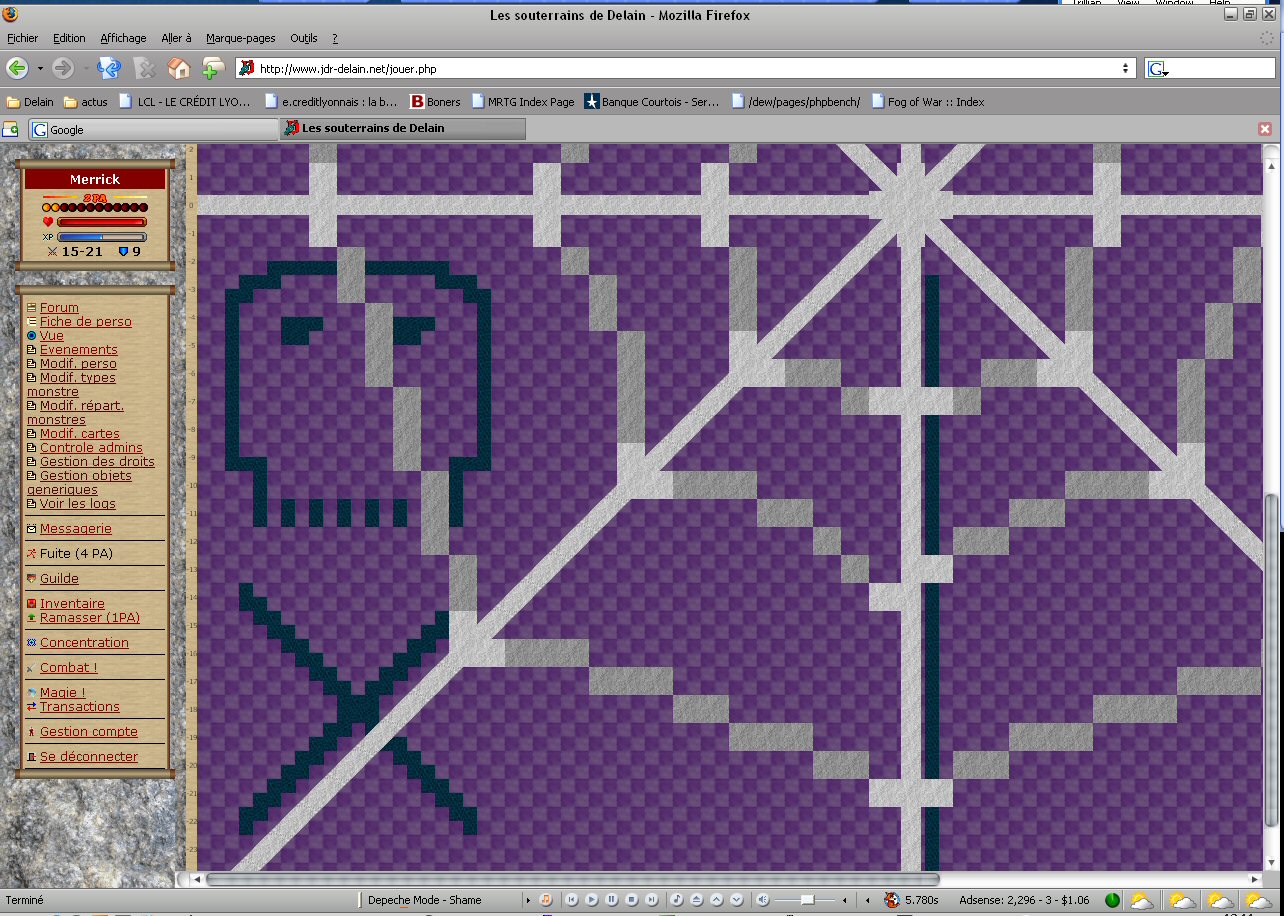 Trillian View Window Help
Les souterrains de Delain - Mozilla Firefox
Fichier Edition Affichage Aller à Marque-pages Outils ?
http://www.jdr-delain.net/jouer.php
G
Delain actus LCL - LE CRÉDIT LYO... e.creditlyonnais : la b... B Boners MRTG Index Page Banque Courtois - Ser... /dew/pages/phpbench/ Fog of War :: Index
G Google Les souterrains de Delain
Merrick
2 PA
XP
15-21 9
Forum
Fiche de perso
Vue
Evenements
Modif. perso
Modif. types
monstre
Modif. répart.
monstres
Modif. cartes
Controle admins
Gestion des droits
Gestion objets
generiques
Voir les logs
Messagerie
Fuite (4 PA)
Guilde
Inventaire
Ramasser (1PA)
Concentration
Combat !
Magie !
Transactions
Gestion compte
Se déconnecter
2
1
0
-1
-2
-3
-4
-5
-6
-7
-8
-9
-10
-11
-12
-13
-14
-15
-16
-17
-18
-19
-20
-21
-22
-23
Terminé Depeche Mode - Shame 5.780s Adsense: 2,296 - 3 - $1.06